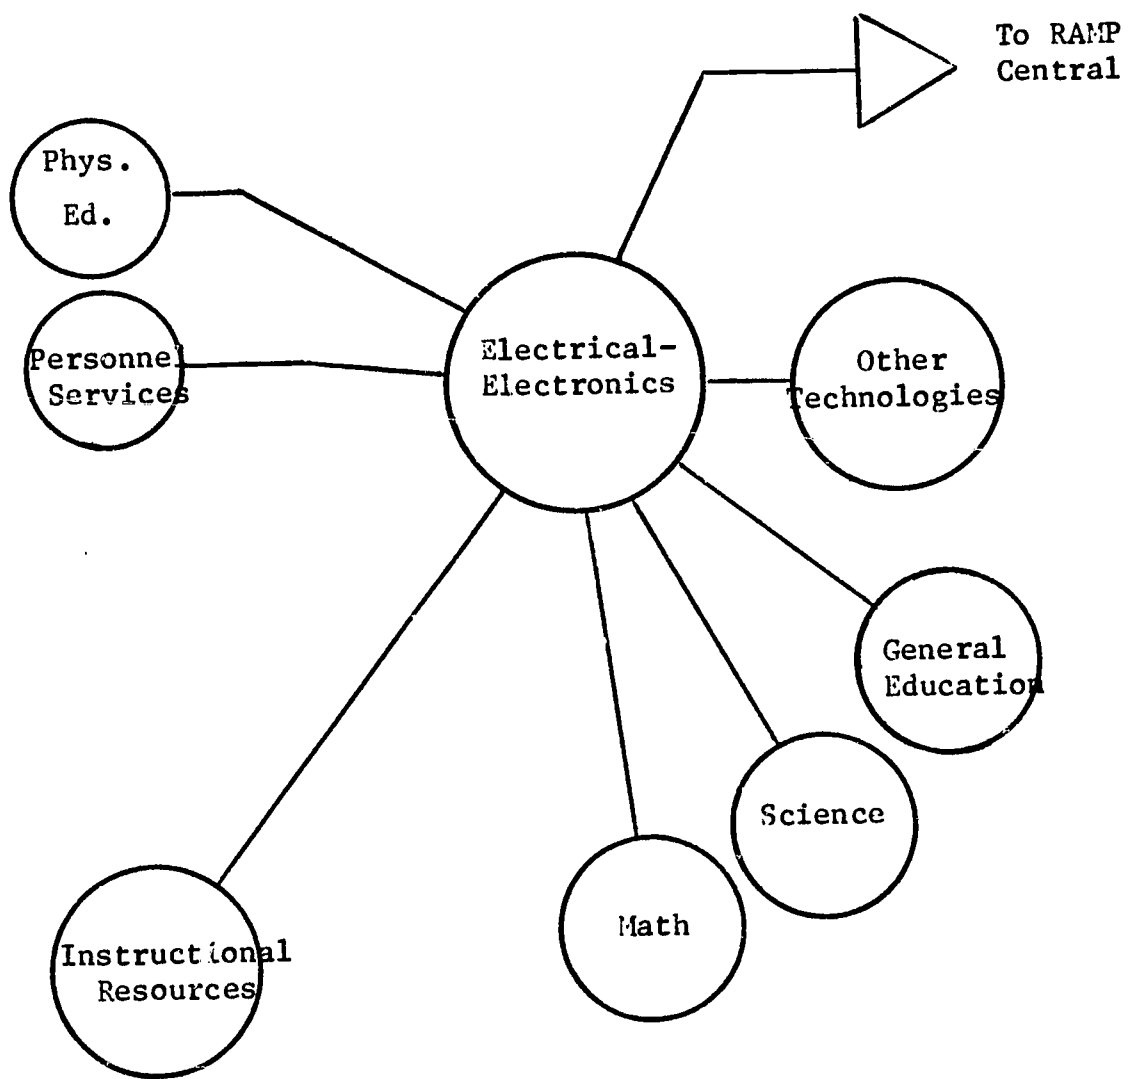 To RAMP
Central
Phys.
Ed.
Personnel
Services
Electrical-
Electronics
Other
Technologies
General
Education
Science
Math
Instructional
Resources